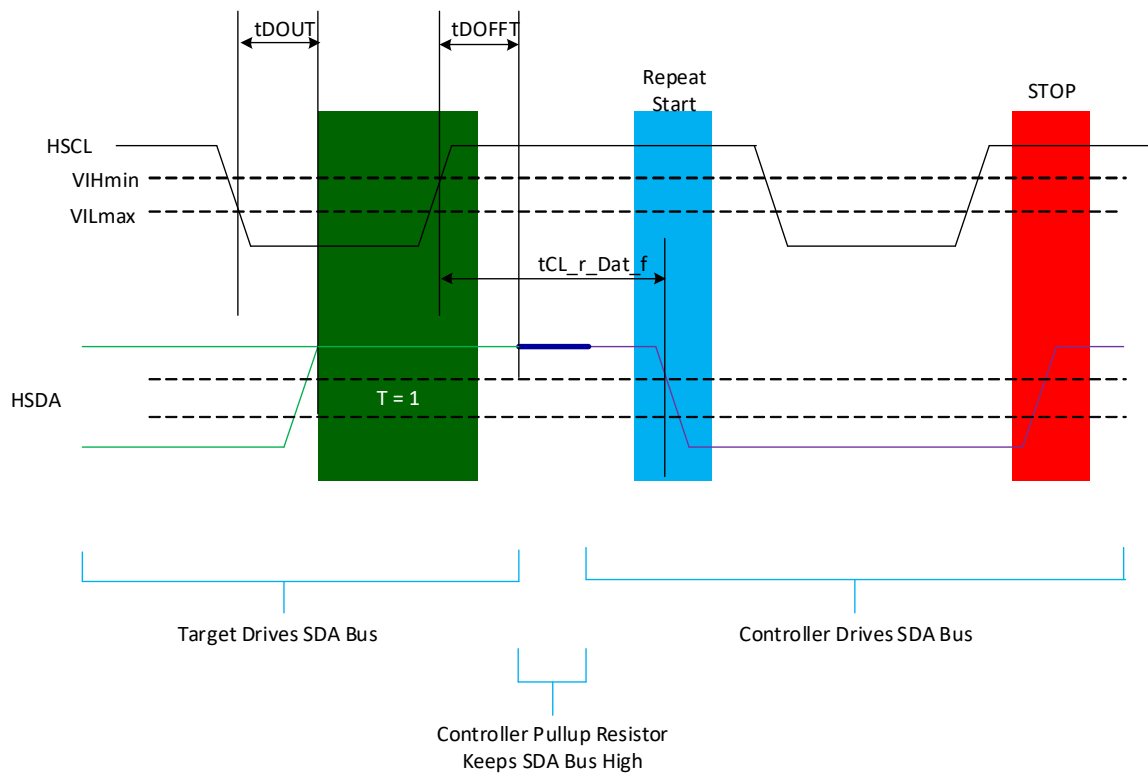 tDOUT
tDOFFT
Repeat
Start
STOP
HSCL
VIHmin
VILmax
tCL_r_Dat_f
HSDA
T = 1
Target Drives SDA Bus
Controller Drives SDA Bus
Controller Pullup Resistor
Keeps SDA Bus High